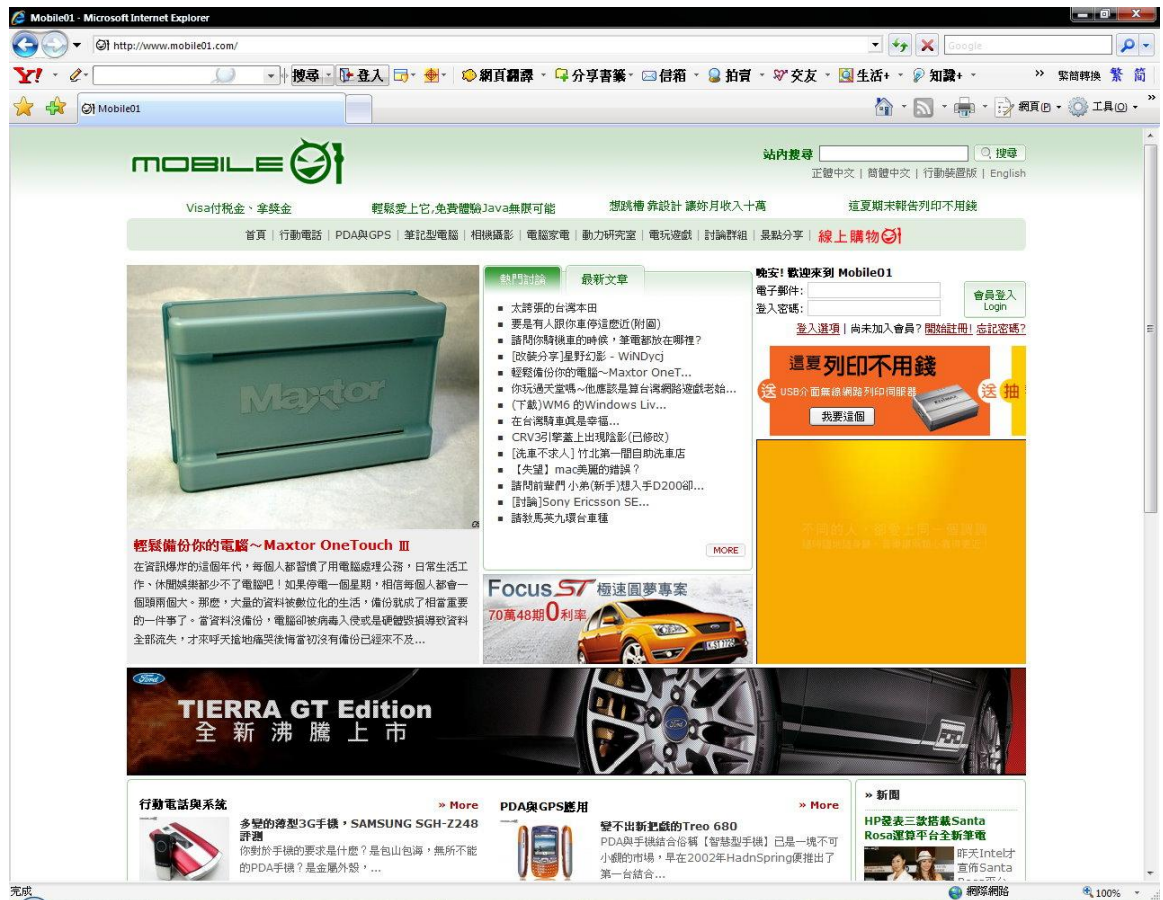 Mobile01 - Microsoft Internet Explorer
http://www.mobile01.com/
Google
Y! 搜尋 登入 網頁翻譯 分享書籤 信箱 拍賣 交友 生活+ 知識+ » 繁簡轉換 繁 简
Mobile01
網頁(P) 工具(O) »
MOBILE01
站內搜尋 搜尋
正體中文 | 簡體中文 | 行動裝置版 | English
Visa付稅金、拿獎金 輕鬆愛上它,免費體驗Java無限可能 想跳槽 靠設計 讓妳月收入十萬 這夏期末報告列印不用錢
首頁 | 行動電話 | PDA與GPS | 筆記型電腦 | 相機攝影 | 電腦家電 | 動力研究室 | 電玩遊戲 | 討論群組 | 景點分享 | 線上購物
Maxtor
輕鬆備份你的電腦～Maxtor OneTouch Ⅲ
在資訊爆炸的這個年代，每個人都習慣了用電腦處理公務，日常生活工
作、休閒娛樂都少不了電腦吧！如果停電一個星期，相信每個人都會一
個頭兩個大。那麼，大量的資料被數位化的生活，備份就成了相當重要
的一件事了。當資料沒備份，電腦卻被病毒入侵或是硬體毀損導致資料
全部流失，才來呼天搶地痛哭後悔當初沒有備份已經來不及...
熱門討論 最新文章
太誇張的台灣本田
要是有人跟你車停這麼近(附圖)
請問你騎機車的時候，筆電都放在哪裡?
[改裝分享]星野幻影 - WiNDycj
輕鬆備份你的電腦～Maxtor OneT...
你玩過天堂嗎~他應該是算台灣網路遊戲老始...
(下載)WM6 的Windows Liv...
在台灣騎車真是幸福...
CRV3引擎蓋上出現陰影(已修改)
[洗車不求人] 竹北第一間自助洗車店
【失望】mac美麗的錯誤？
請問前輩們 小弟(新手)想入手D200卻...
[討論]Sony Ericsson SE...
請教馬英九環台車種
MORE
Focus ST 極速圓夢專案
70萬48期0利率
晚安! 歡迎來到 Mobile01
電子郵件:
登入密碼:
會員登入
Login
登入選項 | 尚未加入會員? 開始註冊! 忘記密碼?
這夏列印不用錢
送 USB介面無線網路列印伺服器 送 抽
我要這個
Ford
TIERRA GT Edition
全新沸騰上市
行動電話與系統 » More
多變的薄型3G手機，SAMSUNG SGH-Z248
評測
你對於手機的要求是什麼？是包山包海，無所不能
的PDA手機？是金屬外殼，...
PDA與GPS應用 » More
變不出新把戲的Treo 680
PDA與手機結合俗稱【智慧型手機】已是一塊不可
小覷的市場，早在2002年HadnSpring便推出了
第一台結合...
» 新聞
HP發表三款搭載Santa
Rosa運算平台全新筆電
昨天Intel才
宣佈Santa
完成 網際網路 100%